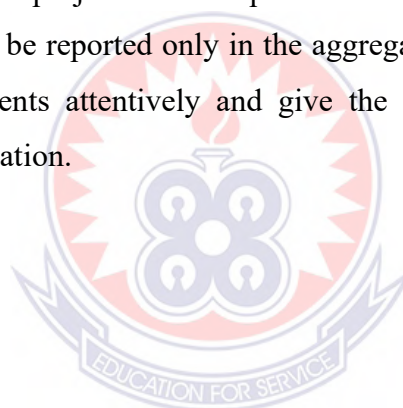 be reported only in the aggrega
ents attentively and give the
ation.
EDUCATION FOR SERVICE